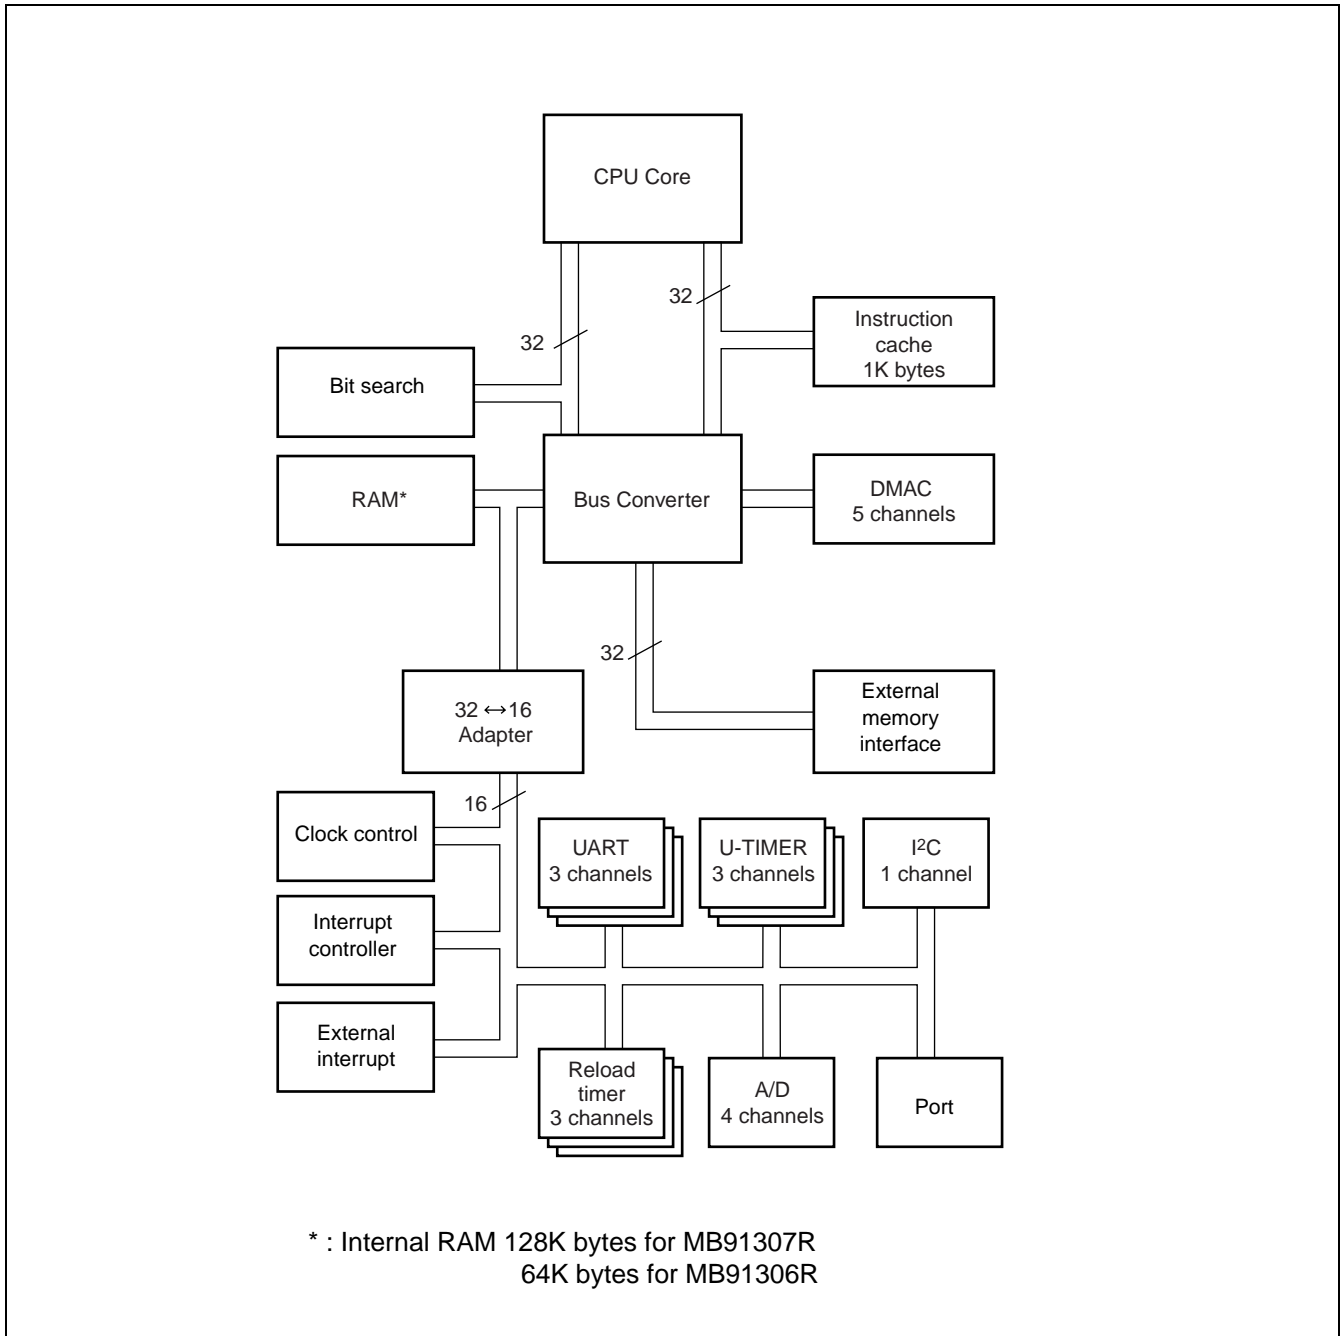 CPU Core
32
32
Instruction
cache
1K bytes
Bit search
RAM*
Bus Converter
DMAC
5 channels
32
External
memory
interface
32 ↔ 16
Adapter
16
Clock control
UART
3 channels
U-TIMER
3 channels
I²C
1 channel
Interrupt
controller
External
interrupt
Reload
timer
3 channels
A/D
4 channels
Port
* : Internal RAM 128K bytes for MB91307R
64K bytes for MB91306R